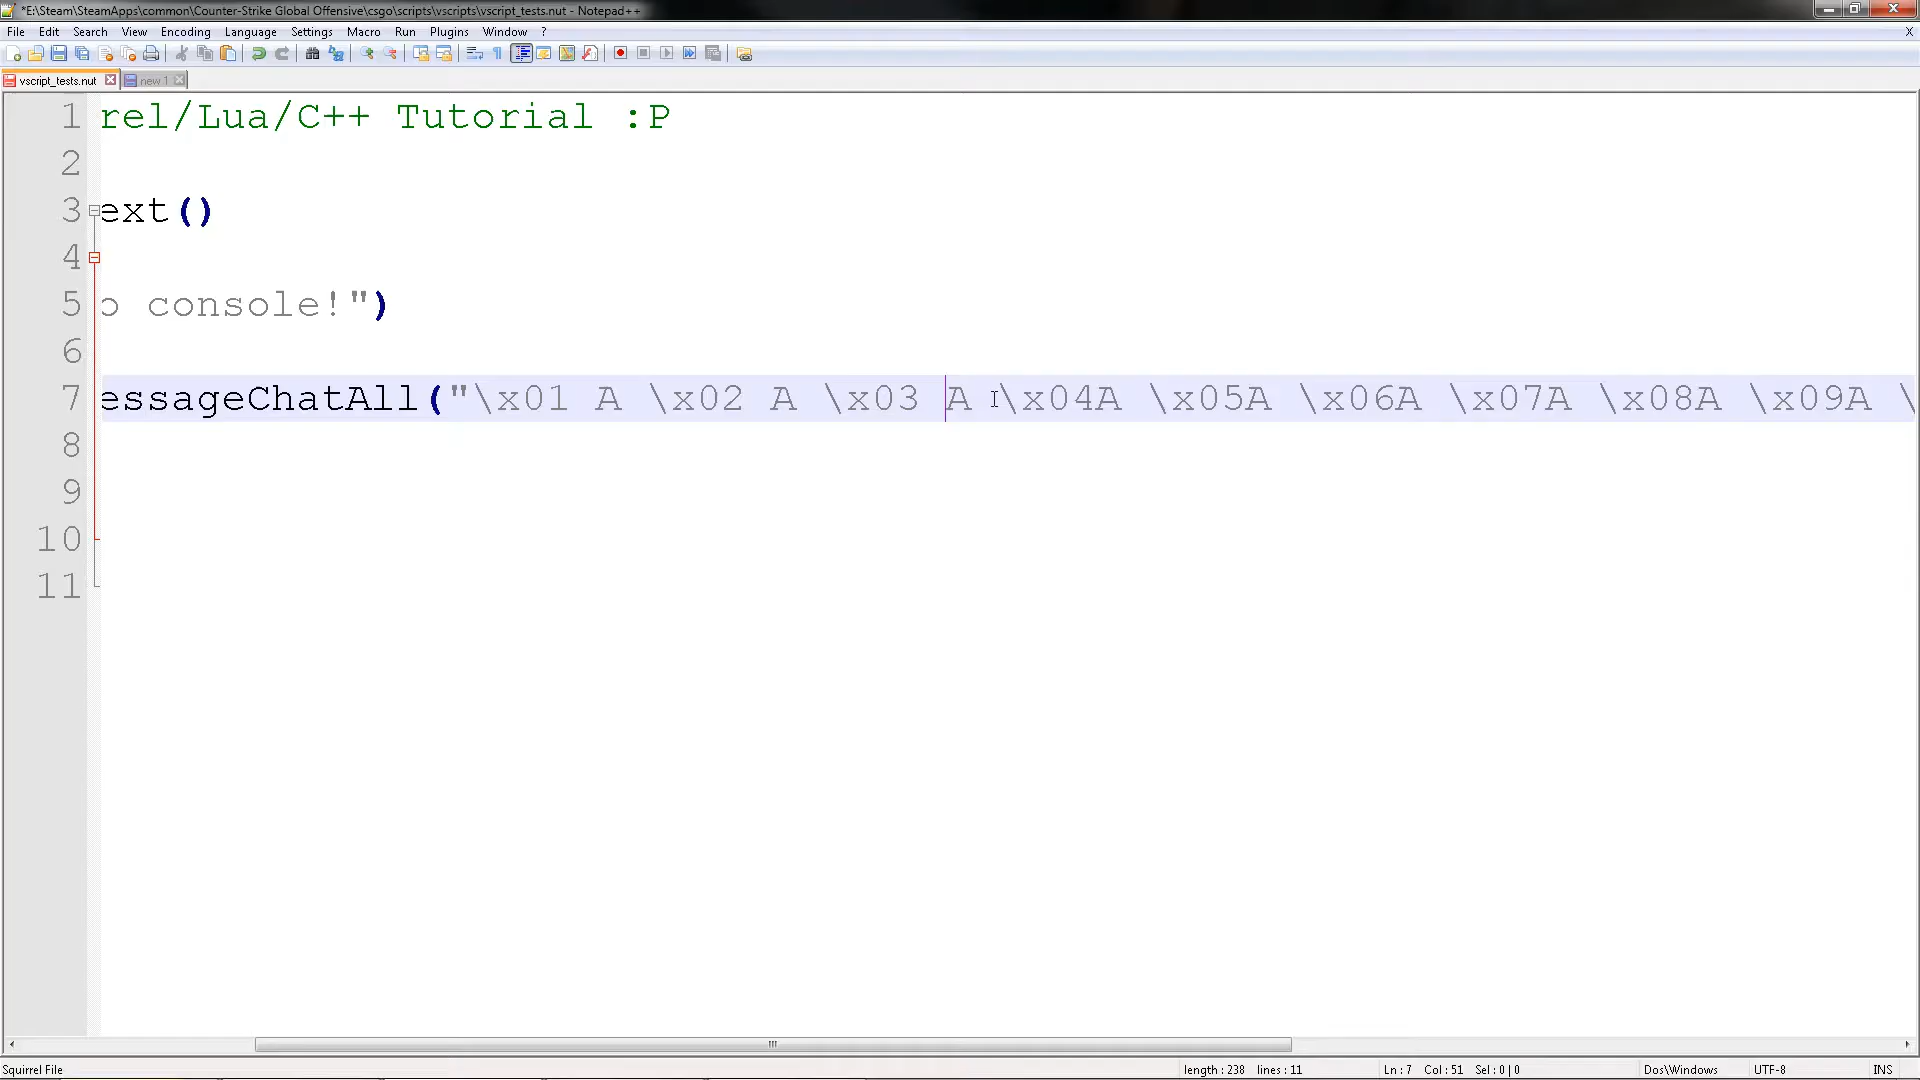 *E:\Steam\SteamApps\common\Counter-Strike Global Offensive\csgo\scripts\vscripts\vscript_tests.nut - Notepad++
File Edit Search View Encoding Language Settings Macro Run Plugins Window ? X
vscript_tests.nut new 1
1 rel/Lua/C++ Tutorial :P
2
3 ext()
4
5 o console!")
6
7 essageChatAll("\x01 A \x02 A \x03 A \x04A \x05A \x06A \x07A \x08A \x09A \
8
9
10
11
Squirrel File length : 238 lines : 11 Ln : 7 Col : 51 Sel : 0 | 0 Dos\Windows UTF-8 INS